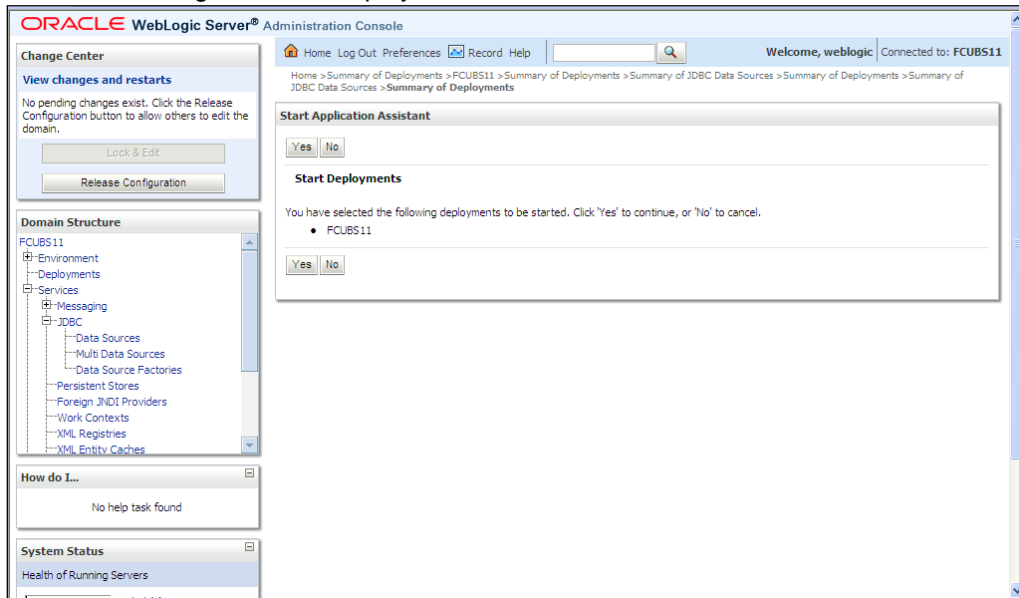 ORACLE WebLogic Server® Administration Console
Change Center
View changes and restarts
No pending changes exist. Click the Release
Configuration button to allow others to edit the
domain.
Lock & Edit
Release Configuration
Domain Structure
FCUBS11
Environment
Deployments
Services
Messaging
JDBC
Data Sources
Multi Data Sources
Data Source Factories
Persistent Stores
Foreign JNDI Providers
Work Contexts
XML Registries
XML Entity Caches
How do I...
No help task found
System Status
Health of Running Servers
Home Log Out Preferences Record Help
Welcome, weblogic Connected to: FCUBS11
Home >Summary of Deployments >FCUBS11 >Summary of Deployments >Summary of JDBC Data Sources >Summary of Deployments >Summary of
JDBC Data Sources >Summary of Deployments
Start Application Assistant
Yes No
Start Deployments
You have selected the following deployments to be started. Click 'Yes' to continue, or 'No' to cancel.
• FCUBS11
Yes No